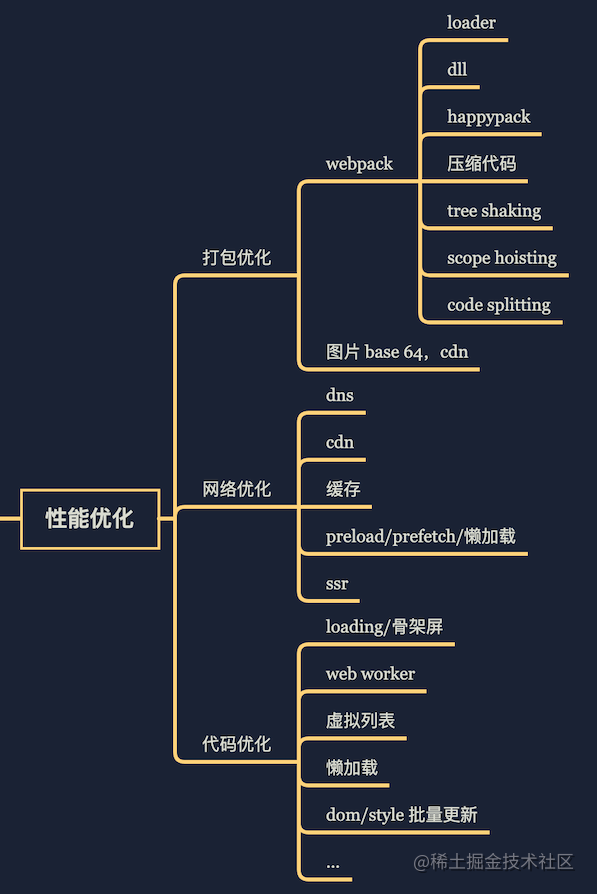 性能优化
打包优化
webpack
loader
dll
happypack
压缩代码
tree shaking
scope hoisting
code splitting
图片 base 64，cdn
网络优化
dns
cdn
缓存
preload/prefetch/懒加载
ssr
代码优化
loading/骨架屏
web worker
虚拟列表
懒加载
dom/style 批量更新
...
@稀土掘金技术社区